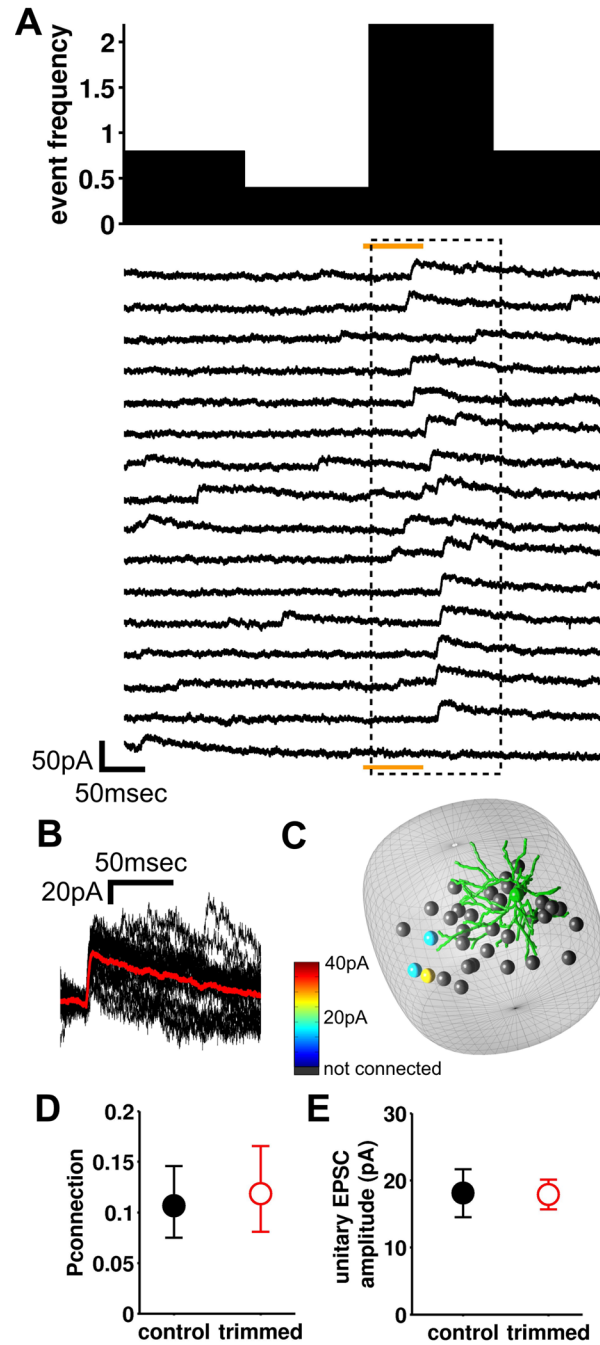 A
event frequency
2
1.5
1
0.5
0
50pA
50msec
B
50msec
20pA
C
40pA
20pA
not connected
D
Pconnection
0.2
0.15
0.1
0.05
0
control trimmed
E
unitary EPSC
amplitude (pA)
30
20
10
0
control trimmed